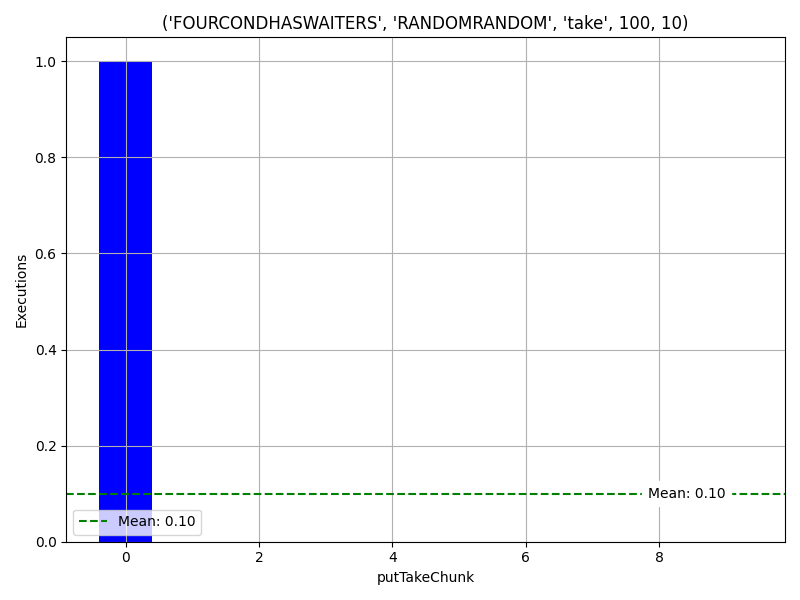 ('FOURCONDHASWAITERS', 'RANDOMRANDOM', 'take', 100, 10)
1.0
0.8
0.6
0.4
0.2
0.0
Executions
Mean: 0.10
Mean: 0.10
0 2 4 6 8
putTakeChunk